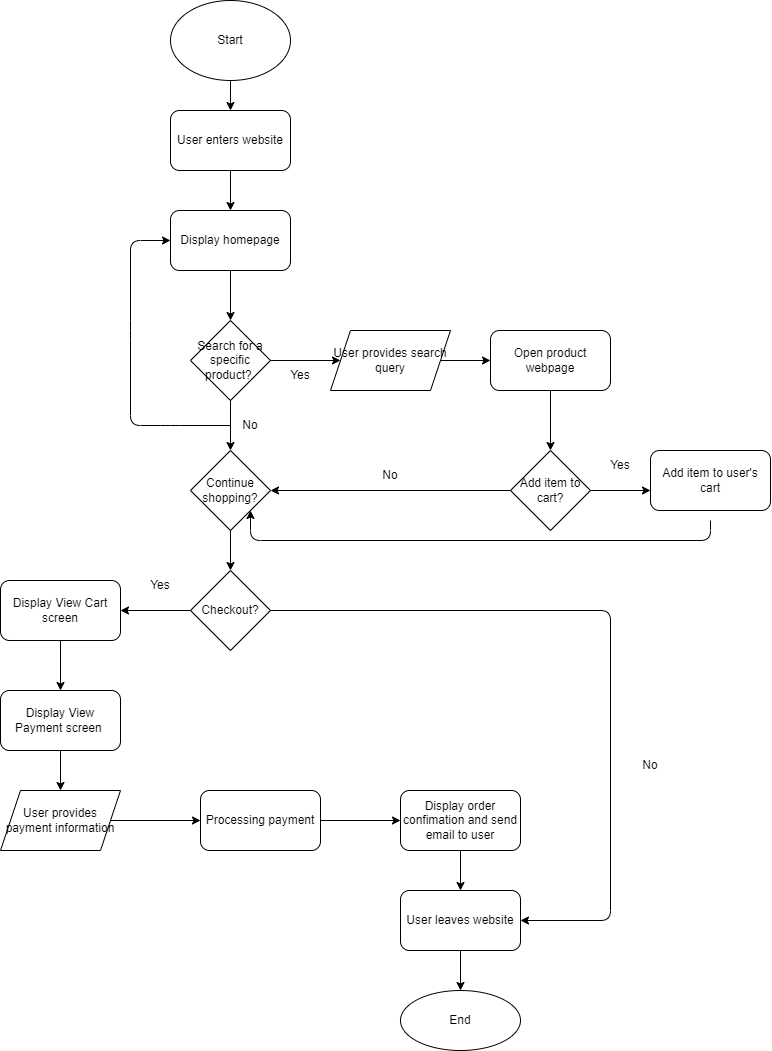 Start
User enters website
Display homepage
Search for a
specific
product?
Yes
User provides search
query
Open product
webpage
No
Continue
shopping?
No
Add item to
cart?
Yes
Add item to user's
cart
Yes
Checkout?
Display View Cart
screen
Display View
Payment screen
No
User provides
payment information
Processing payment
Display order
confimation and send
email to user
User leaves website
End